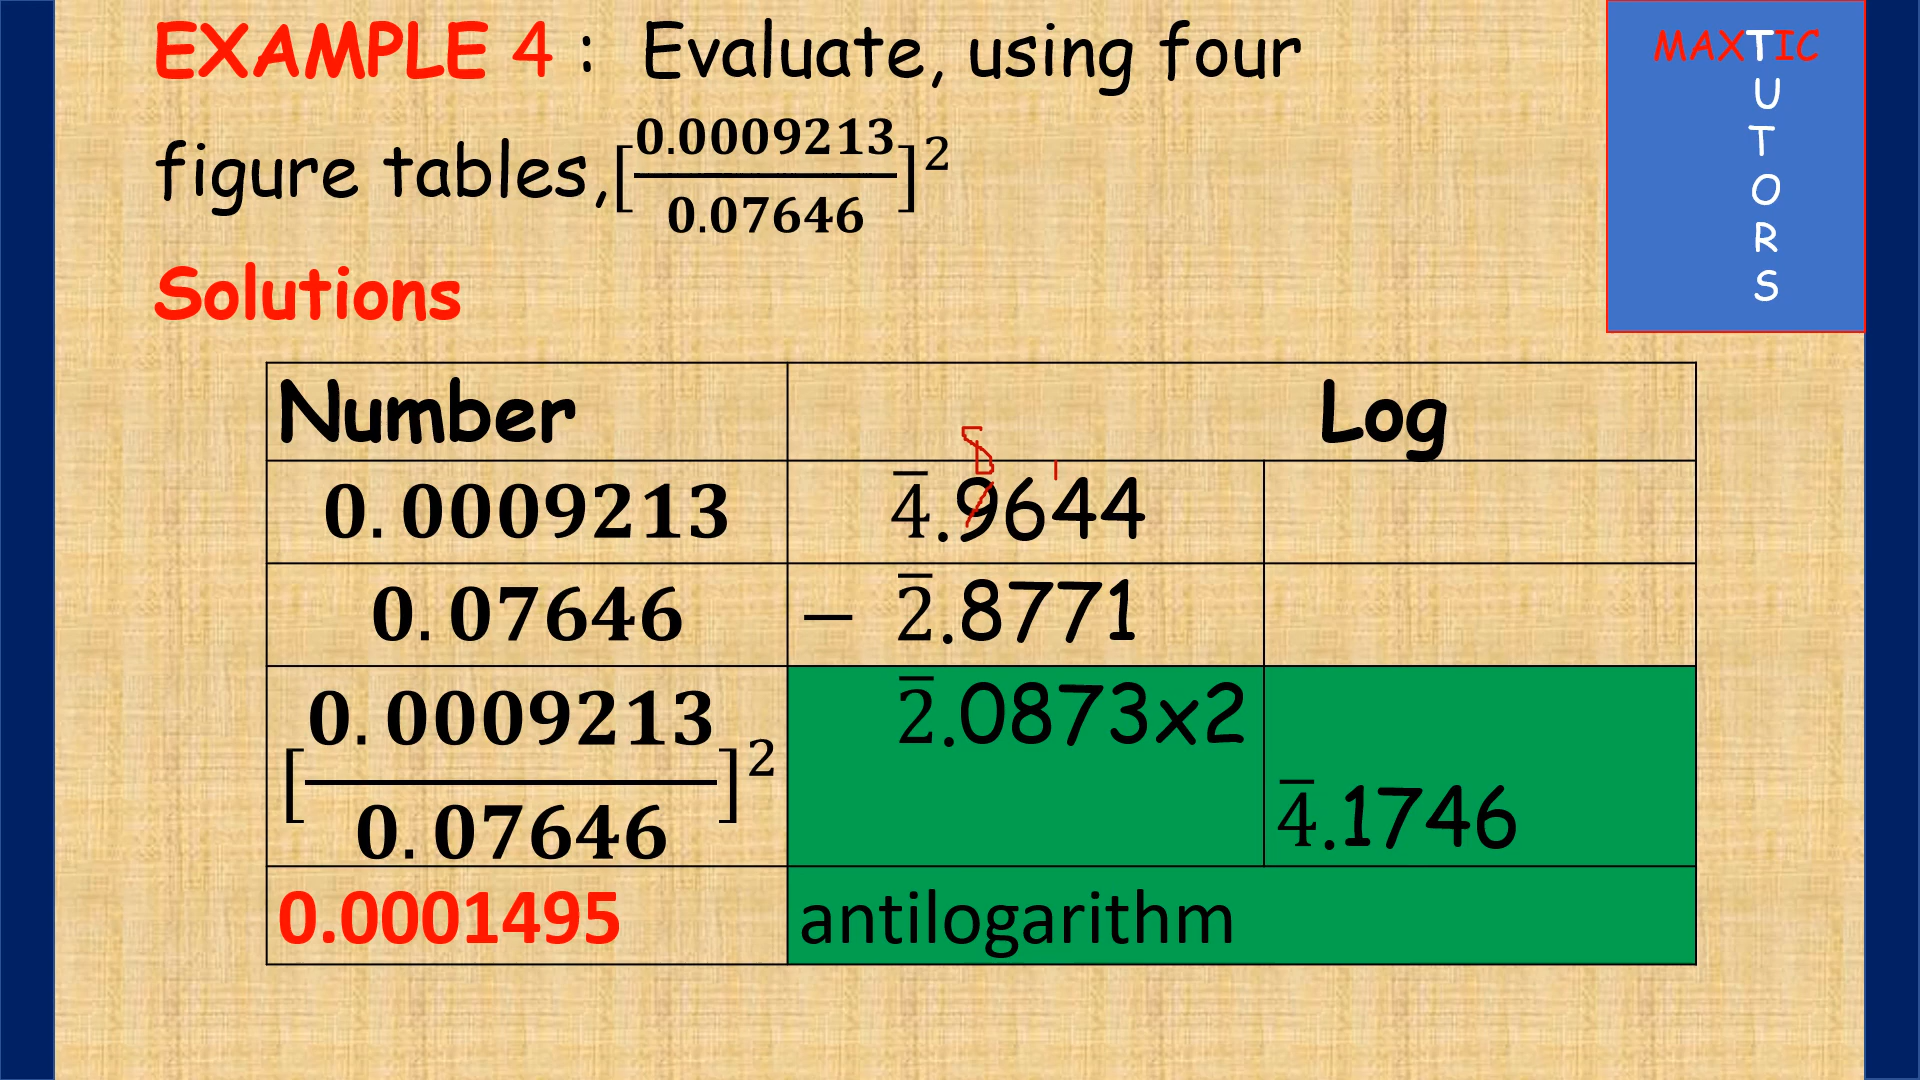 EXAMPLE 4 : Evaluate, using four
figure tables,[0.0009213/0.07646]²
MAXTIC
U
T
O
R
S
Solutions
Number Log
0.0009213 4̅.9644
0.07646 – 2̅.8771
[0.0009213/0.07646]² 2̅.0873x2
4̅.1746
0.0001495 antilogarithm